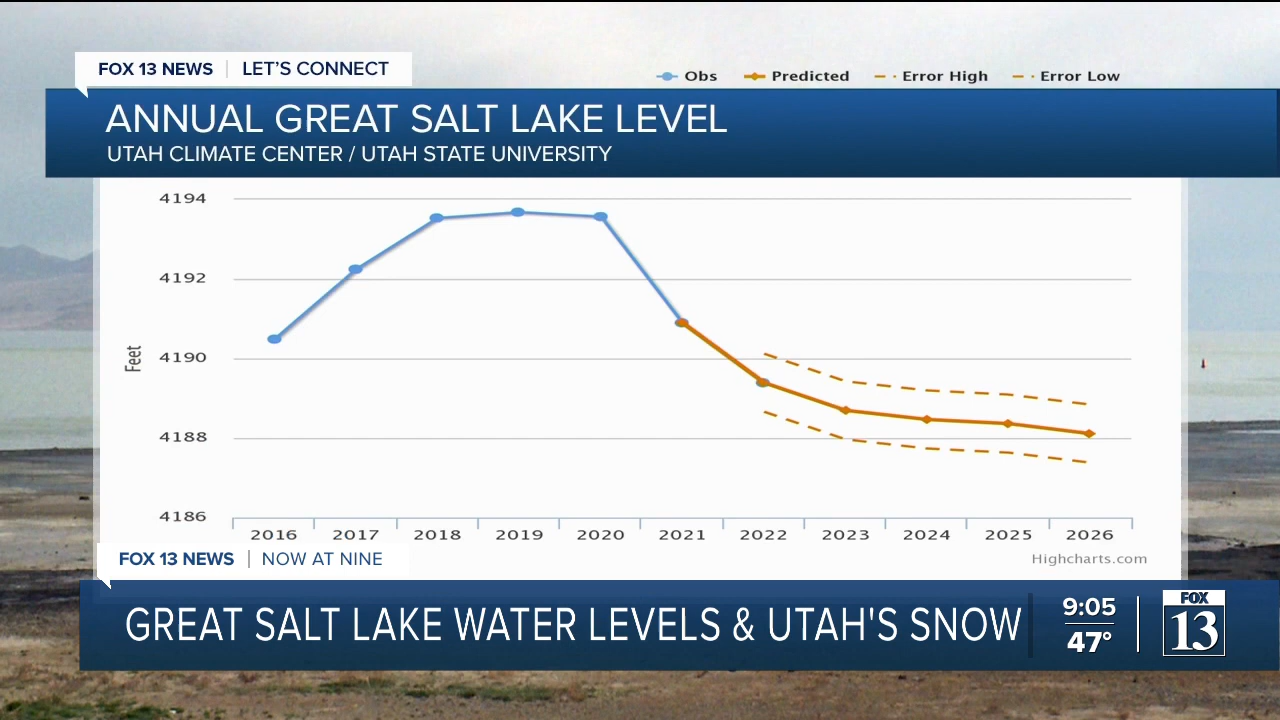 FOX 13 NEWS | LET'S CONNECT
Obs Predicted Error High Error Low
ANNUAL GREAT SALT LAKE LEVEL
UTAH CLIMATE CENTER / UTAH STATE UNIVERSITY
4194
4192
Feet
4190
4188
4186
2016 2017 2018 2019 2020 2021 2022 2023 2024 2025 2026
Highcharts.com
FOX 13 NEWS | NOW AT NINE
GREAT SALT LAKE WATER LEVELS & UTAH'S SNOW
9:05
47°
FOX
13